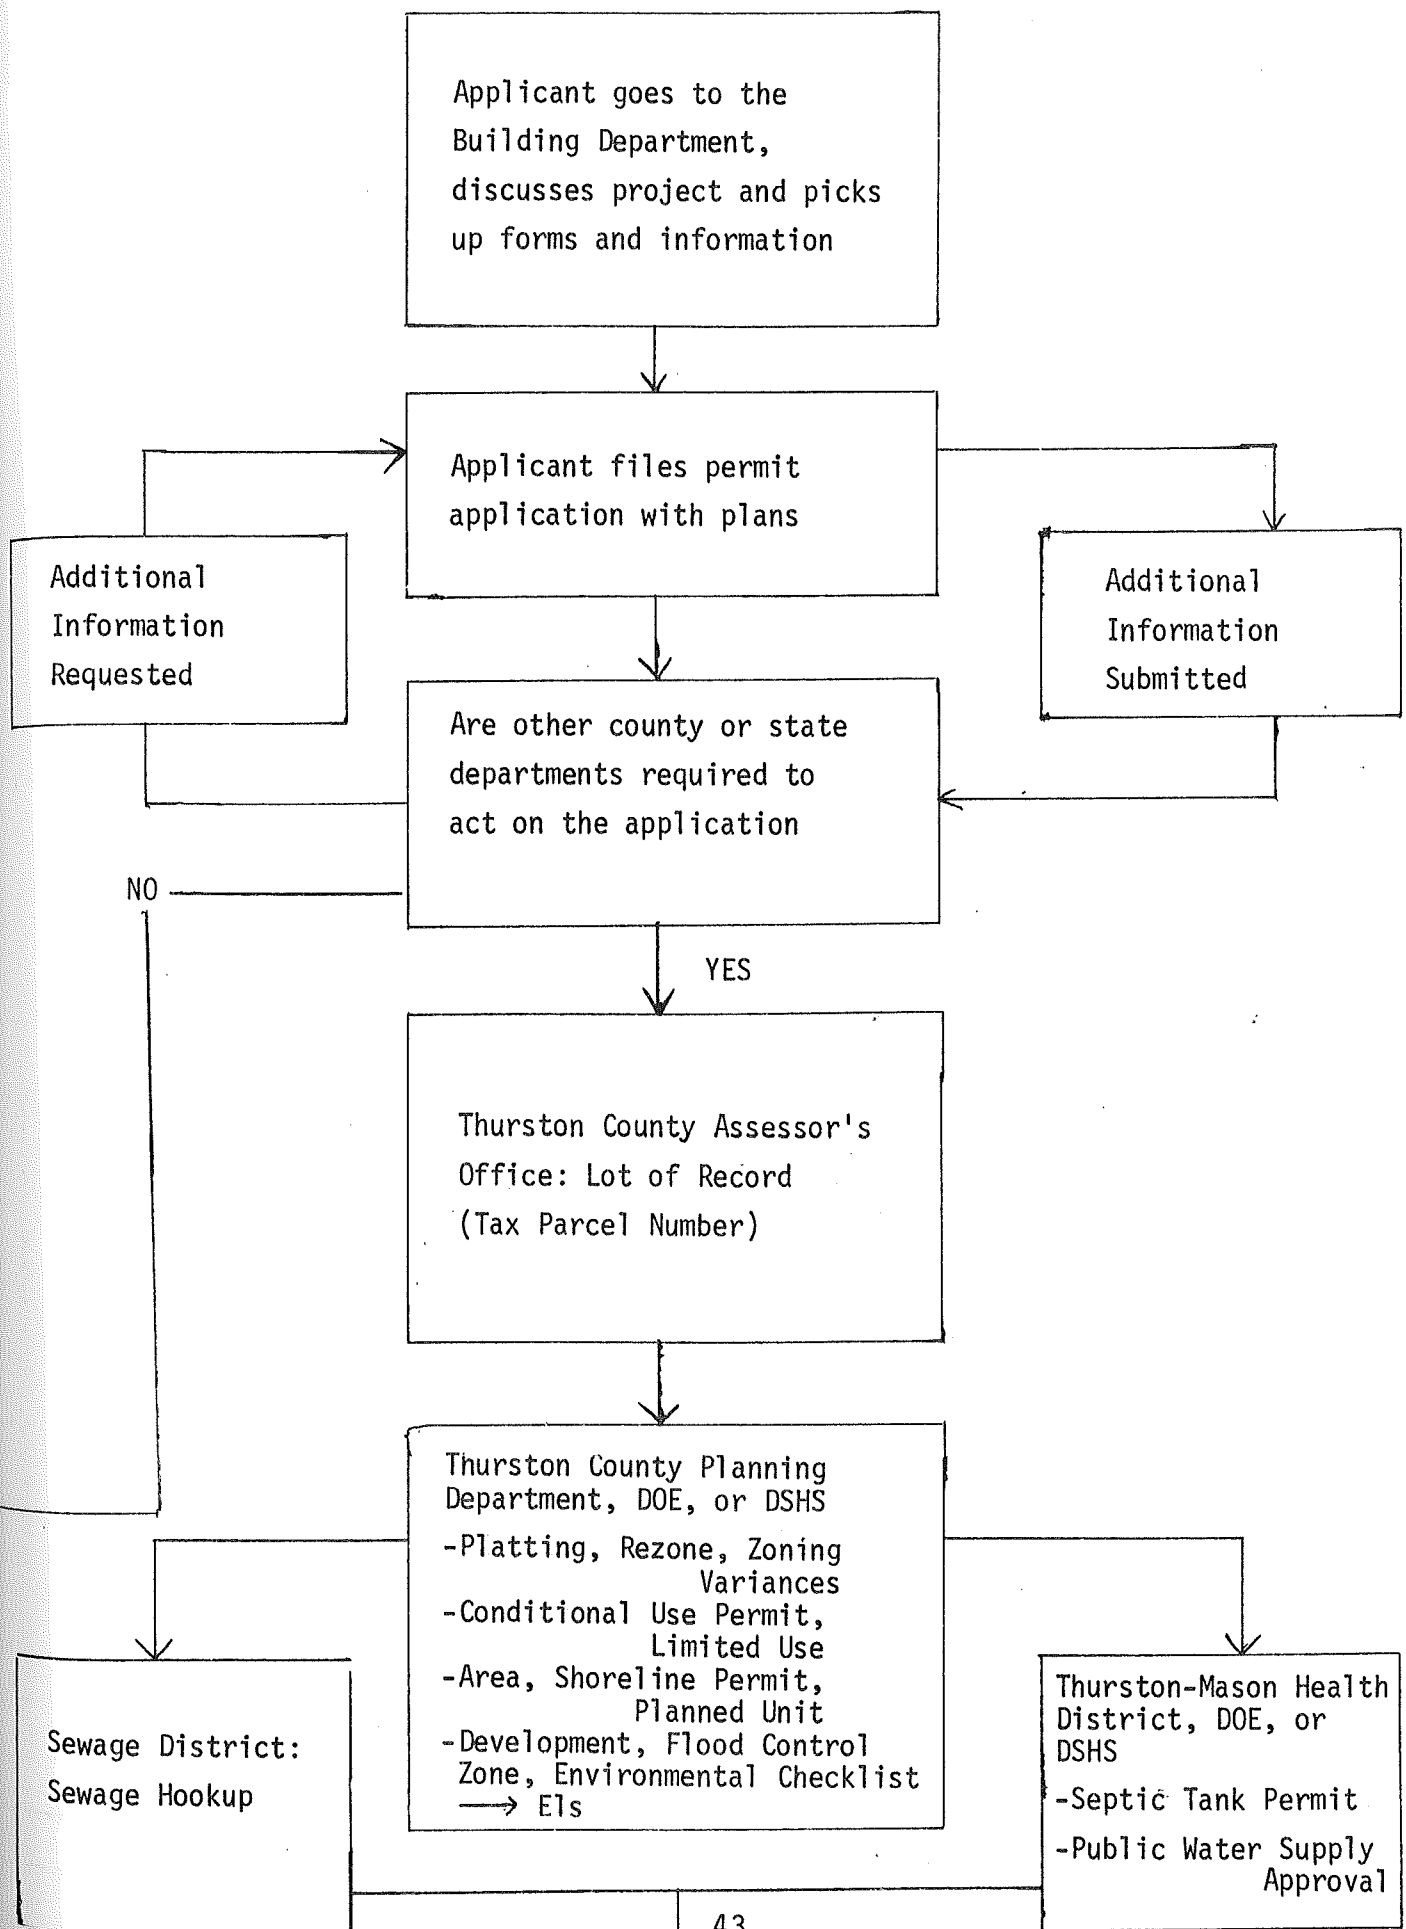 Applicant goes to the
Building Department,
discusses project and picks
up forms and information
Applicant files permit
application with plans
Additional
Information
Requested
Additional
Information
Submitted
Are other county or state
departments required to
act on the application
NO
YES
Thurston County Assessor's
Office: Lot of Record
(Tax Parcel Number)
Thurston County Planning
Department, DOE, or DSHS
-Platting, Rezone, Zoning
Variances
-Conditional Use Permit,
Limited Use
-Area, Shoreline Permit,
Planned Unit
-Development, Flood Control
Zone, Environmental Checklist
→ EIs
Sewage District:
Sewage Hookup
Thurston-Mason Health
District, DOE, or
DSHS
-Septic Tank Permit
-Public Water Supply
Approval
43